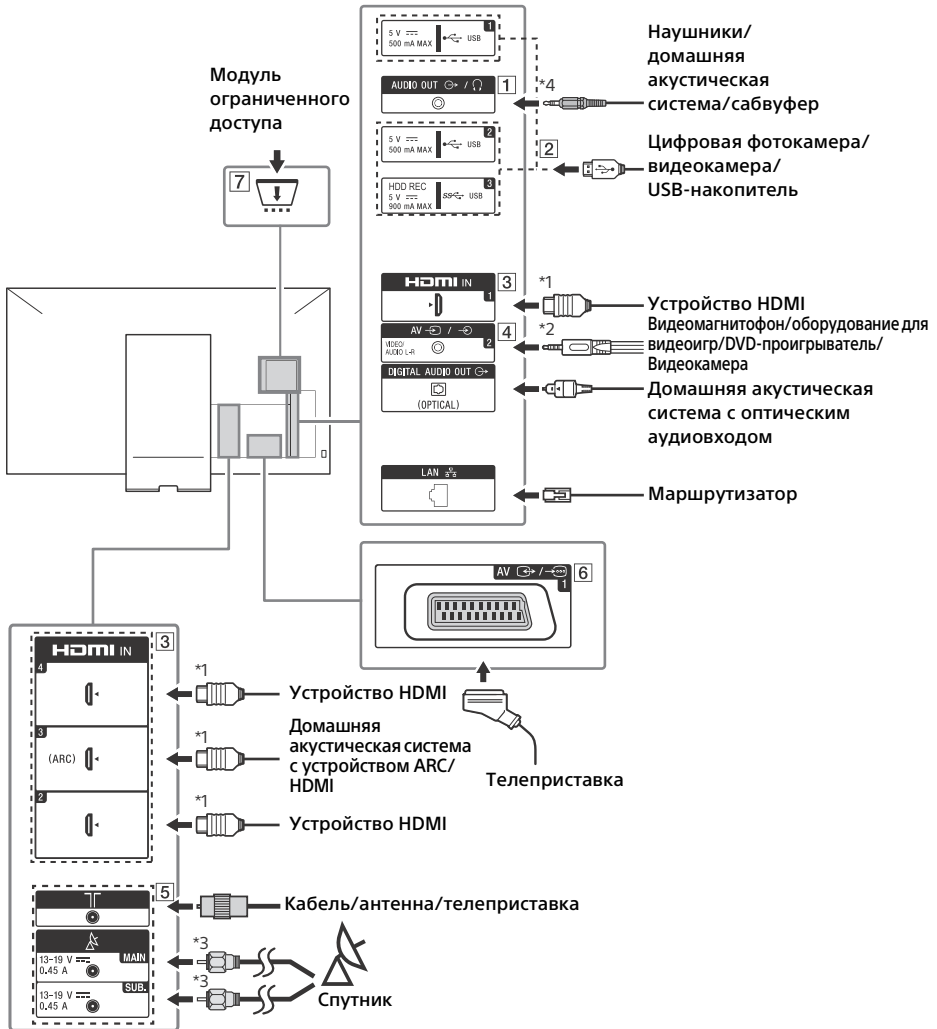 Модуль
ограниченного
доступа
7
5 V
500 mA MAX
USB
1
AUDIO OUT /
1
*4
Наушники/
домашняя
акустическая
система/сабвуфер
5 V
500 mA MAX
USB
2
2
HDD REC
5 V
900 mA MAX
SS USB
3
Цифровая фотокамера/
видеокамера/
USB-накопитель
HDMI IN
1
3
*1
Устройство HDMI
AV /
VIDEO/
AUDIO L-R
2
4
*2
Видеомагнитофон/оборудование для
видеоигр/DVD-проигрыватель/
Видеокамера
DIGITAL AUDIO OUT
(OPTICAL)
Домашняя акустическая
система с оптическим
аудиовходом
LAN
Маршрутизатор
AV /
1
6
Телеприставка
HDMI IN
3
4
*1
Устройство HDMI
3
(ARC)
*1
Домашняя
акустическая система
с устройством ARC/
HDMI
2
*1
Устройство HDMI
5
Кабель/антенна/телеприставка
13-19 V
0.45 A
MAIN
*3
13-19 V
0.45 A
SUB.
*3
Спутник